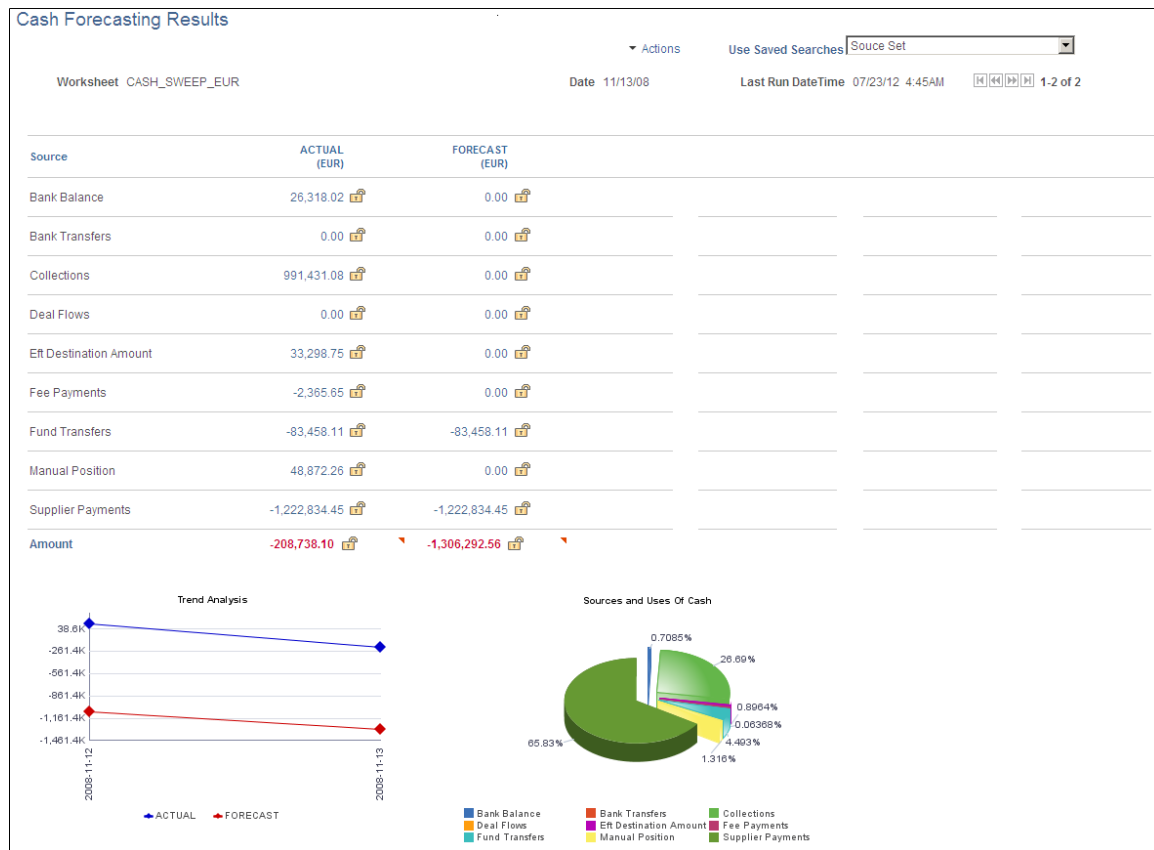 Cash Forecasting Results
Actions Use Saved Searches Souce Set
Worksheet CASH_SWEEP_EUR Date 11/13/08 Last Run DateTime 07/23/12 4:45AM 1-2 of 2
Source ACTUAL (EUR) FORECAST (EUR)
Bank Balance 26,318.02 0.00
Bank Transfers 0.00 0.00
Collections 991,431.08 0.00
Deal Flows 0.00 0.00
Eft Destination Amount 33,298.75 0.00
Fee Payments -2,365.65 0.00
Fund Transfers -83,458.11 -83,458.11
Manual Position 48,872.26 0.00
Supplier Payments -1,222,834.45 -1,222,834.45
Amount -208,738.10 -1,306,292.56
Trend Analysis
38.6K
-261.4K
-561.4K
-861.4K
-1,161.4K
-1,461.4K
2008-11-12
2008-11-13
ACTUAL FORECAST
Sources and Uses Of Cash
0.7085%
26.69%
0.8964%
0.06368%
4.493%
1.316%
65.83%
Bank Balance Bank Transfers Collections
Deal Flows Eft Destination Amount Fee Payments
Fund Transfers Manual Position Supplier Payments